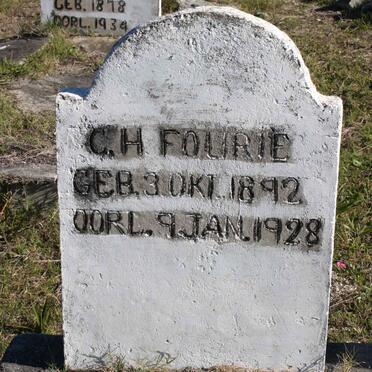 GEB. 1878
OORL. 1934
C.H FOURIE
GEB. 3 OKT. 1892
OORL. 9 JAN. 1928